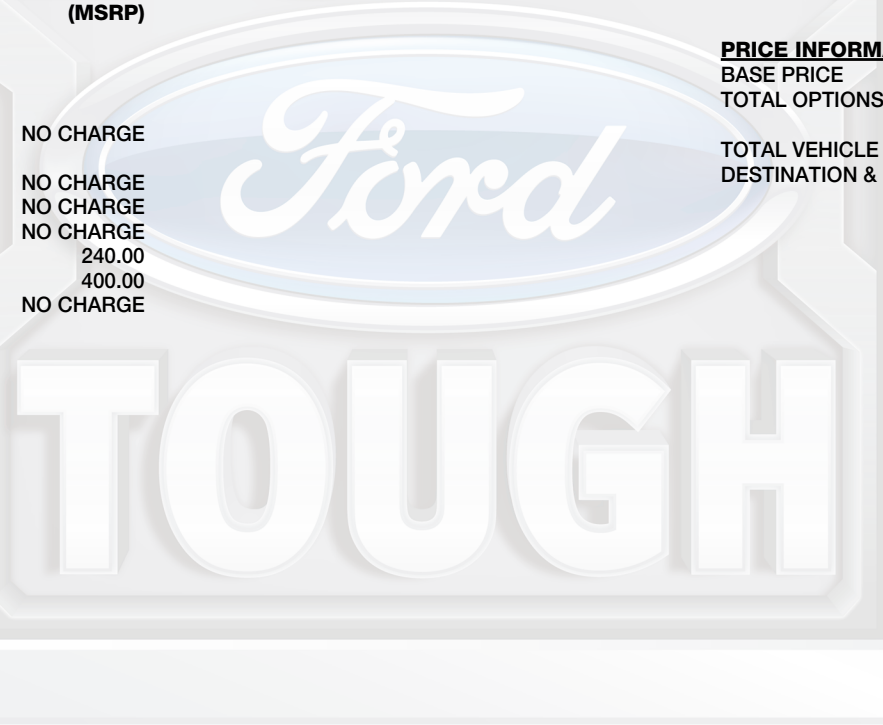 (MSRP)
NO CHARGE
NO CHARGE
NO CHARGE
NO CHARGE
240.00
400.00
NO CHARGE
PRICE INFORMA
BASE PRICE
TOTAL OPTIONS
TOTAL VEHICLE
DESTINATION &
Ford
TOUGH